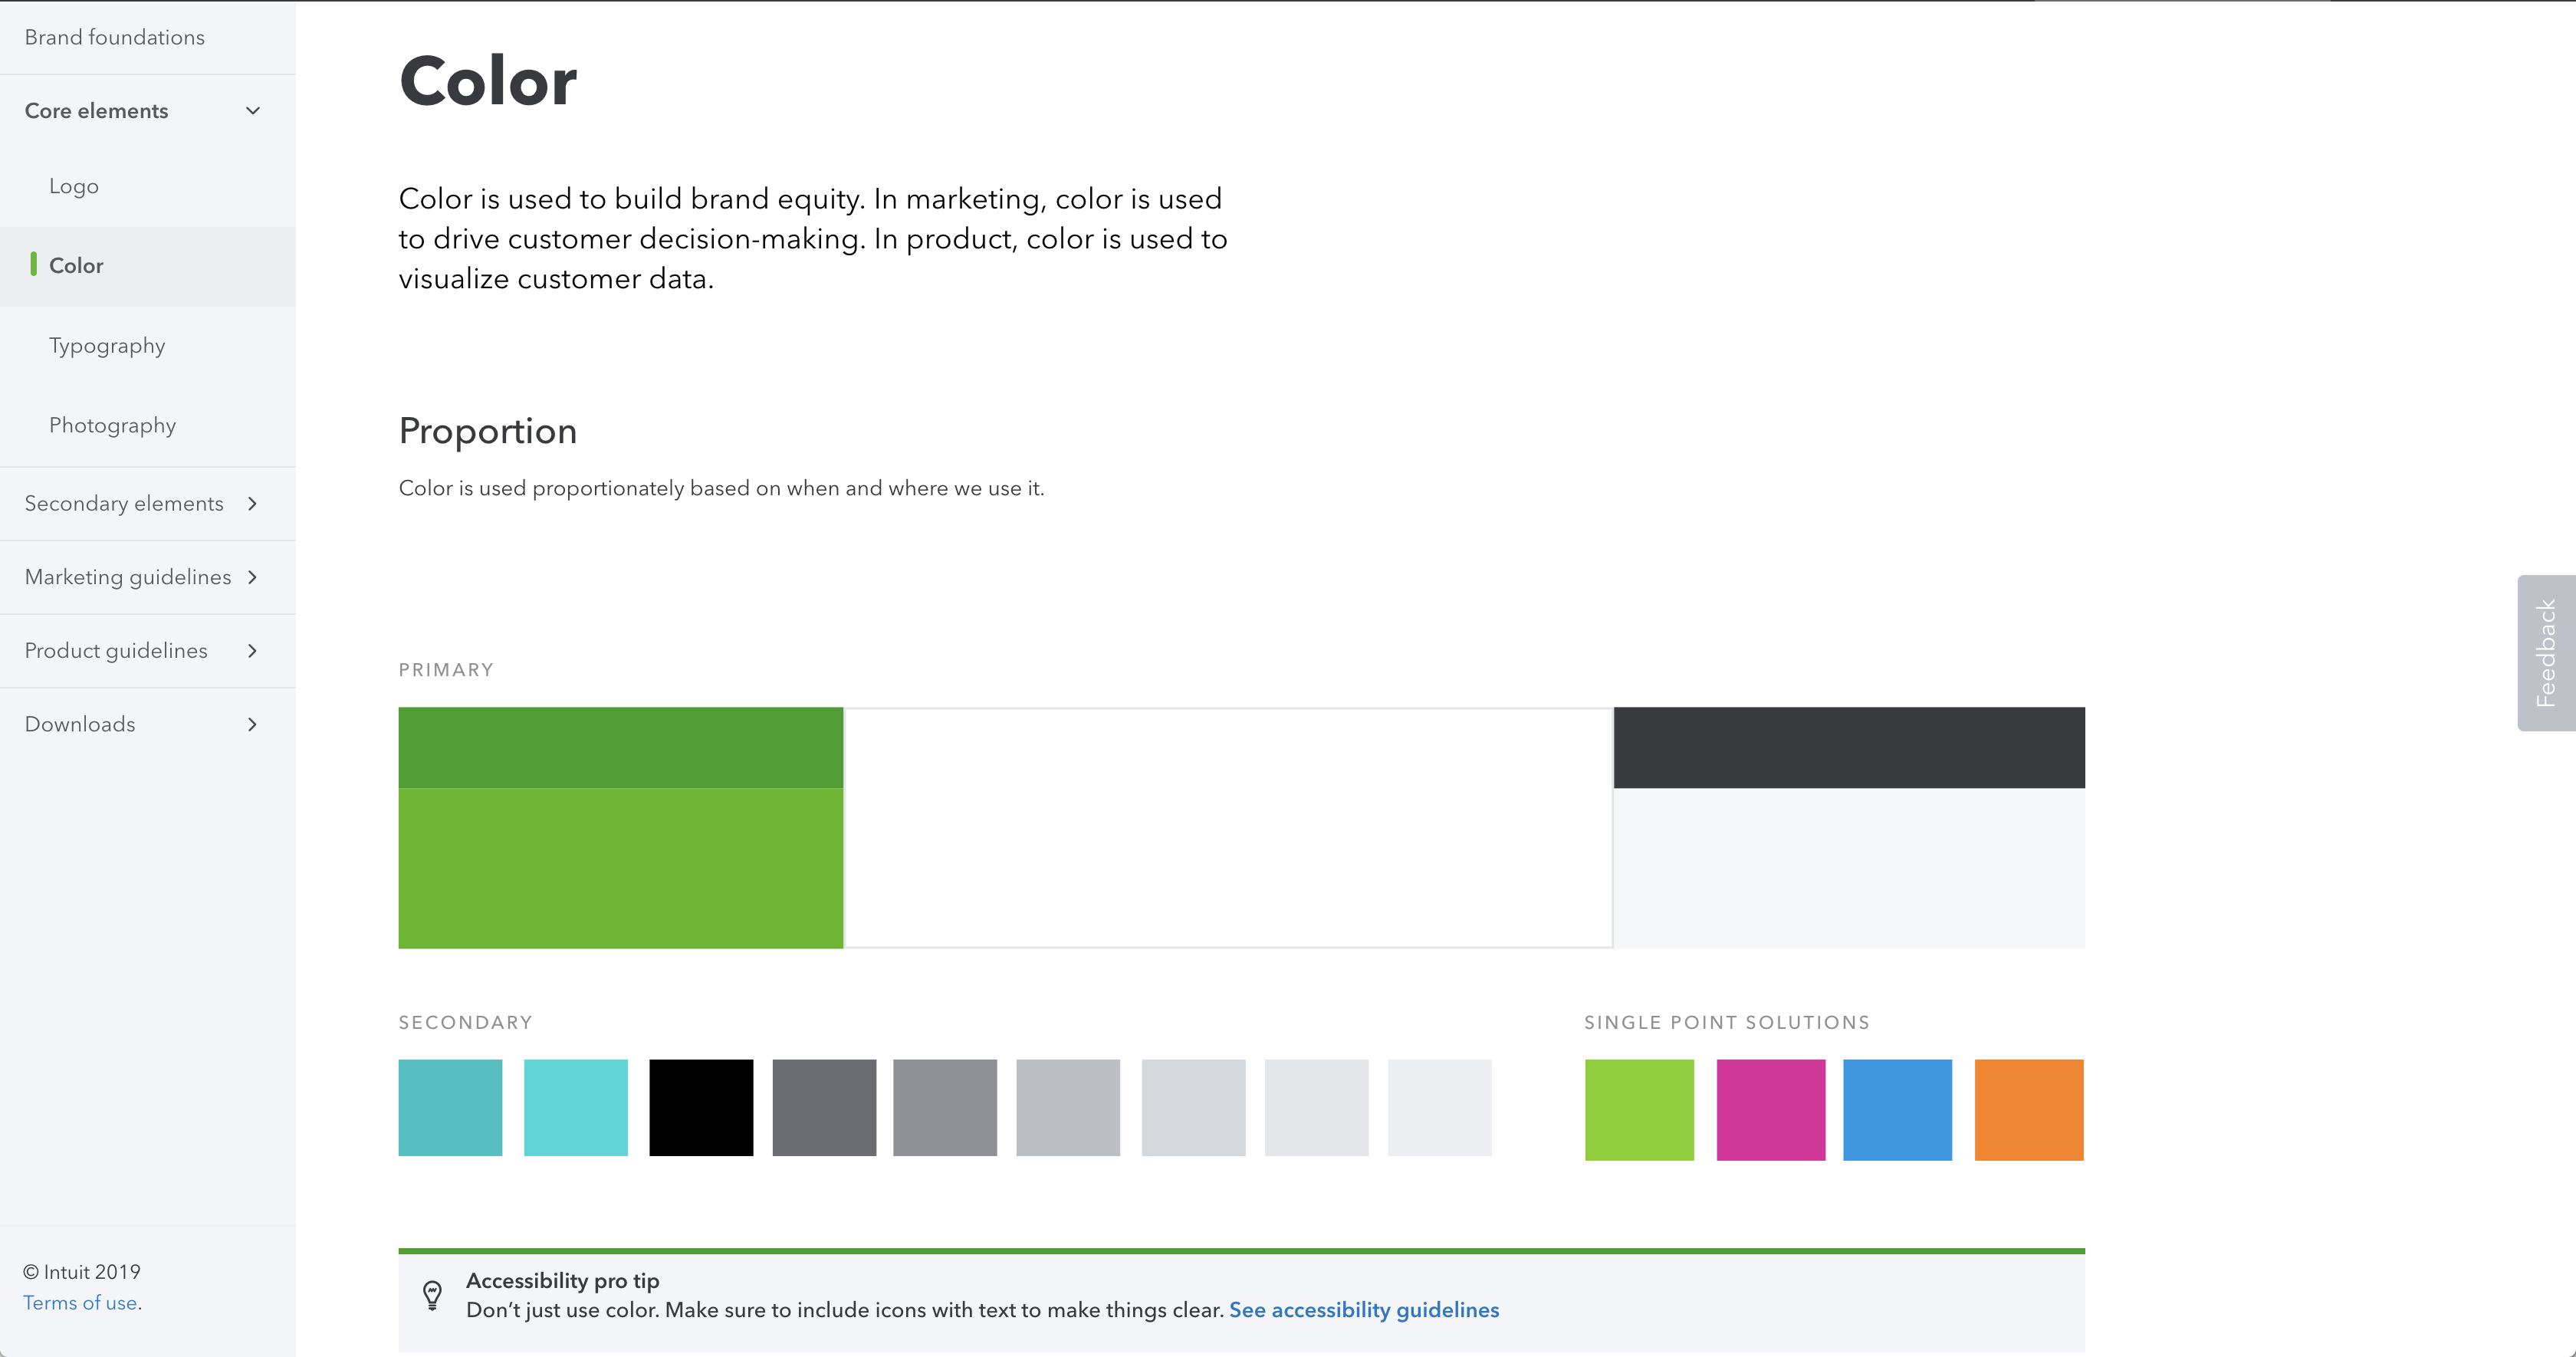 Brand foundations
Core elements
Logo
Color
Typography
Photography
Secondary elements
Marketing guidelines
Product guidelines
Downloads
© Intuit 2019
Terms of use.
Color
Color is used to build brand equity. In marketing, color is used
to drive customer decision-making. In product, color is used to
visualize customer data.
Proportion
Color is used proportionately based on when and where we use it.
PRIMARY
SECONDARY
SINGLE POINT SOLUTIONS
Accessibility pro tip
Don’t just use color. Make sure to include icons with text to make things clear. See accessibility guidelines
Feedback